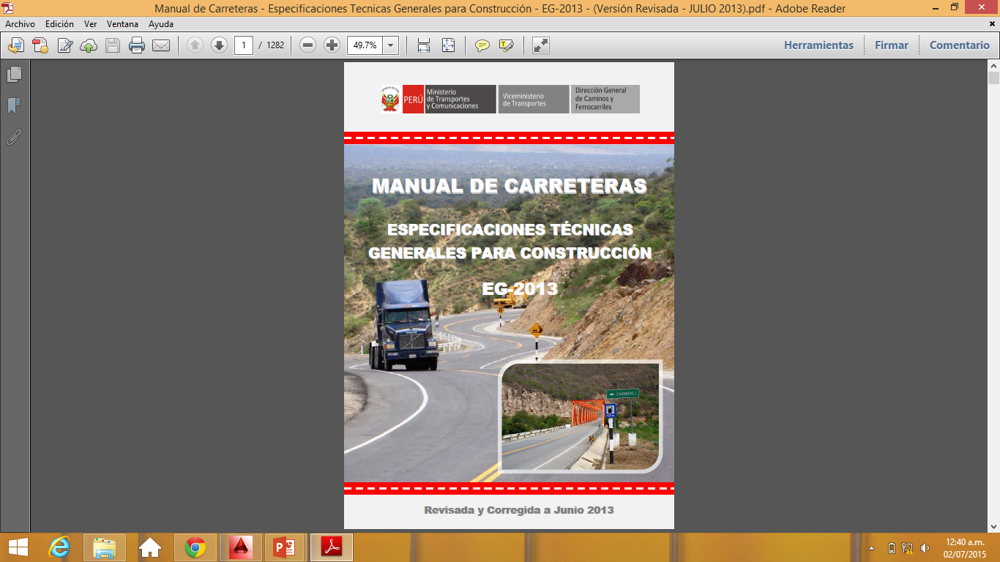 Manual de Carreteras - Especificaciones Tecnicas Generales para Construcción - EG-2013 - (Versión Revisada - JULIO 2013).pdf - Adobe Reader
Archivo Edición Ver Ventana Ayuda
1 / 1282 49.7% Herramientas Firmar Comentario
PERÚ
Ministerio
de Transportes
y Comunicaciones
Viceministerio
de Transportes
Dirección General
de Caminos y
Ferrocarriles
MANUAL DE CARRETERAS
ESPECIFICACIONES TÉCNICAS
GENERALES PARA CONSTRUCCIÓN
EG-2013
VOLVO
CHONTALI
Revisada y Corregida a Junio 2013
12:40 a.m.
02/07/2015